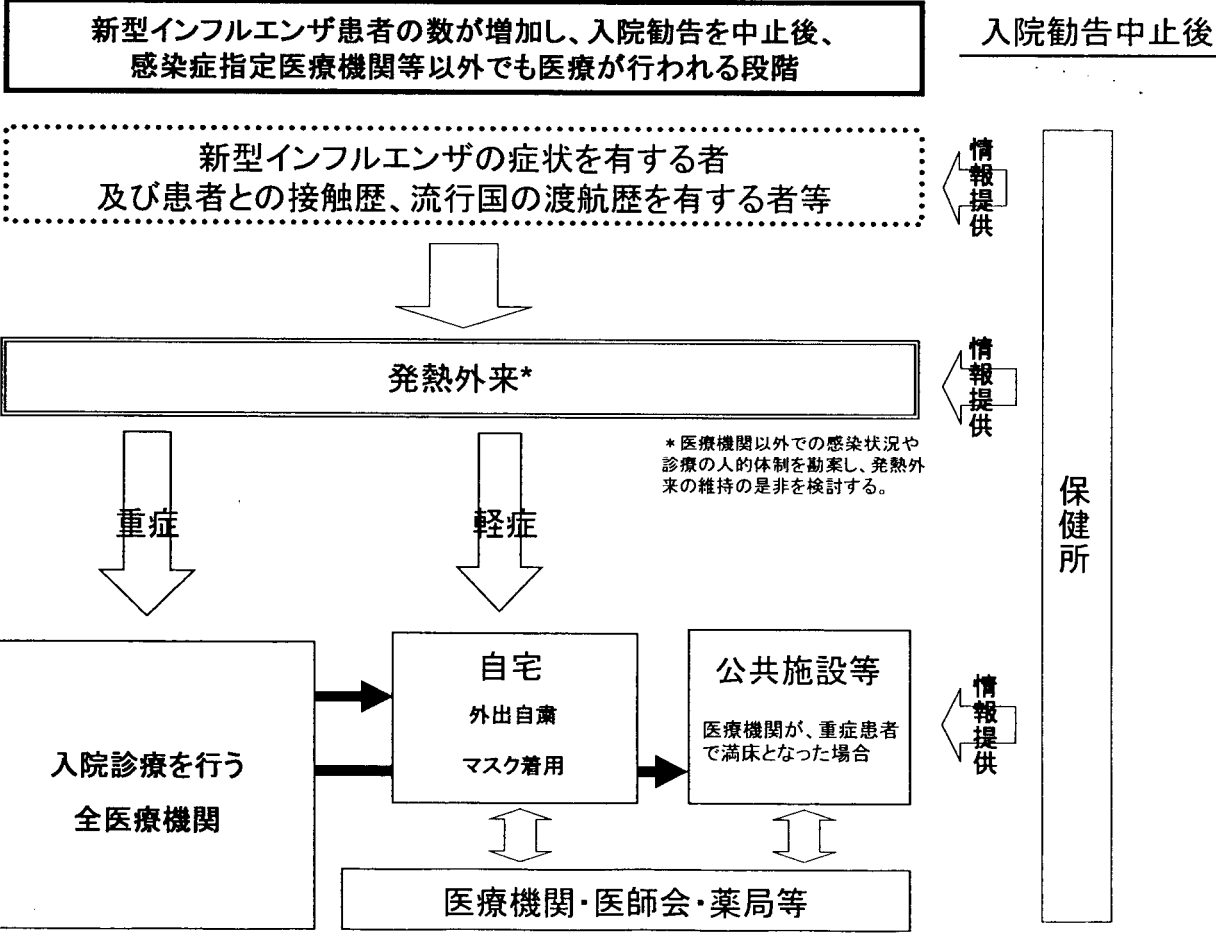 新型インフルエンザ患者の数が増加し、入院勧告を中止後、
感染症指定医療機関等以外でも医療が行われる段階
入院勧告中止後
新型インフルエンザの症状を有する者
及び患者との接触歴、流行国の渡航歴を有する者等
情報提供
発熱外来*
情報提供
*医療機関以外での感染状況や
診療の人的体制を勘案し、発熱外
来の維持の是非を検討する。
重症
軽症
保健所
入院診療を行う
全医療機関
自宅
外出自粛
マスク着用
公共施設等
医療機関が、重症患者
で満床となった場合
情報提供
医療機関・医師会・薬局等